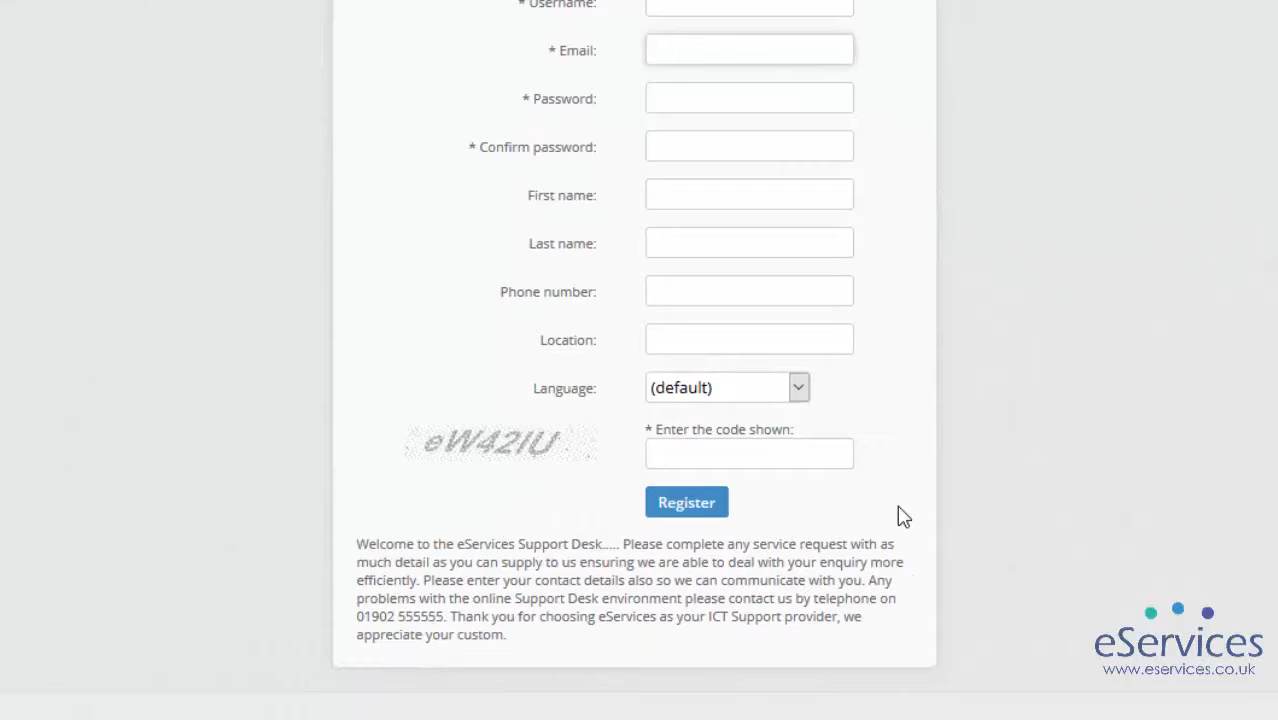 * Username:
* Email:
* Password:
* Confirm password:
First name:
Last name:
Phone number:
Location:
Language:
(default)
eW42IU
* Enter the code shown:
Register
Welcome to the eServices Support Desk..... Please complete any service request with as
much detail as you can supply to us ensuring we are able to deal with your enquiry more
efficiently. Please enter your contact details also so we can communicate with you. Any
problems with the online Support Desk environment please contact us by telephone on
01902 555555. Thank you for choosing eServices as your ICT Support provider, we
appreciate your custom.
eServices
www.eservices.co.uk